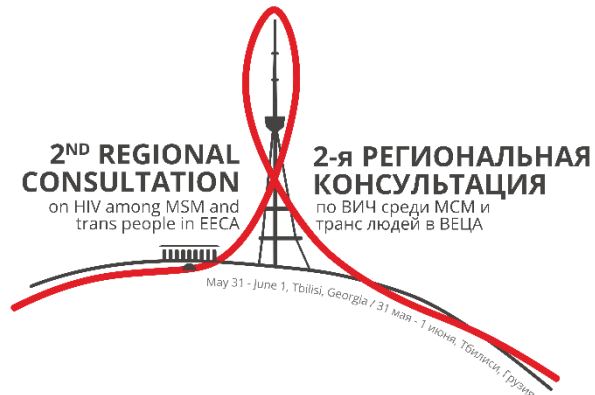 2ND REGIONAL
CONSULTATION
on HIV among MSM and
trans people in EECA
2-я РЕГИОНАЛЬНАЯ
КОНСУЛЬТАЦИЯ
по ВИЧ среди МСМ и
транс людей в ВЕЦА
May 31 - June 1, Tbilisi, Georgia / 31 мая - 1 июня, Тбилиси, Грузия